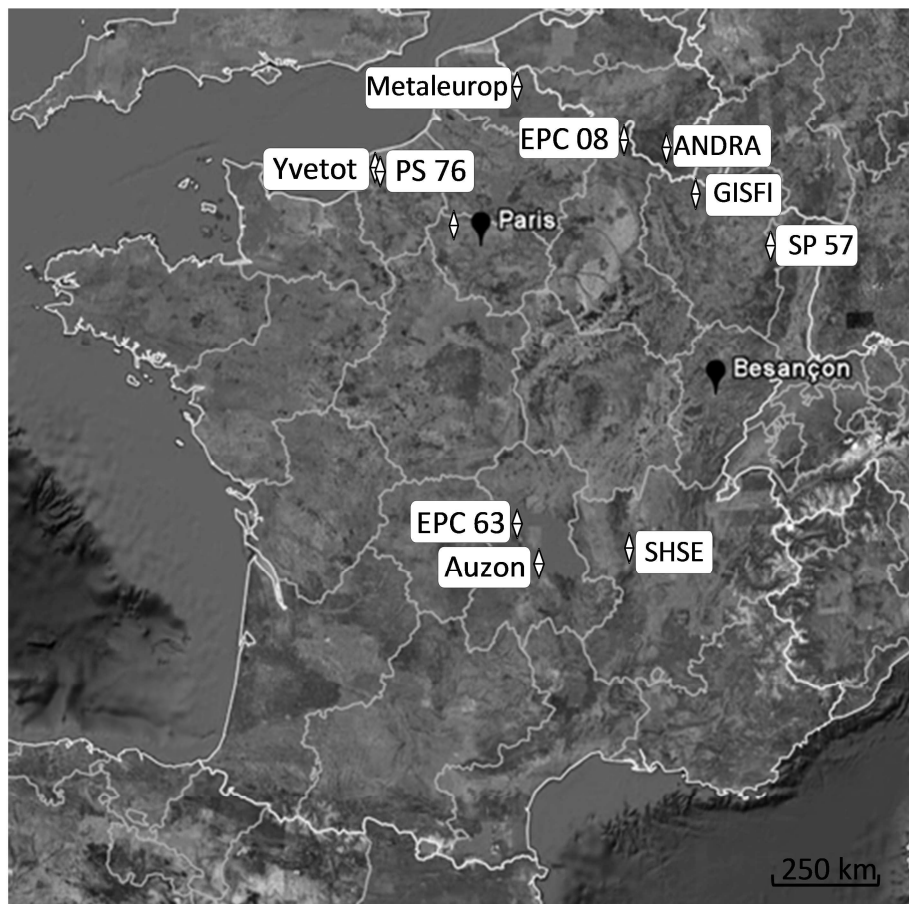 Metaleurop
EPC 08
ANDRA
Yvetot
PS 76
GISFI
Paris
SP 57
Besançon
EPC 63
SHSE
Auzon
250 km